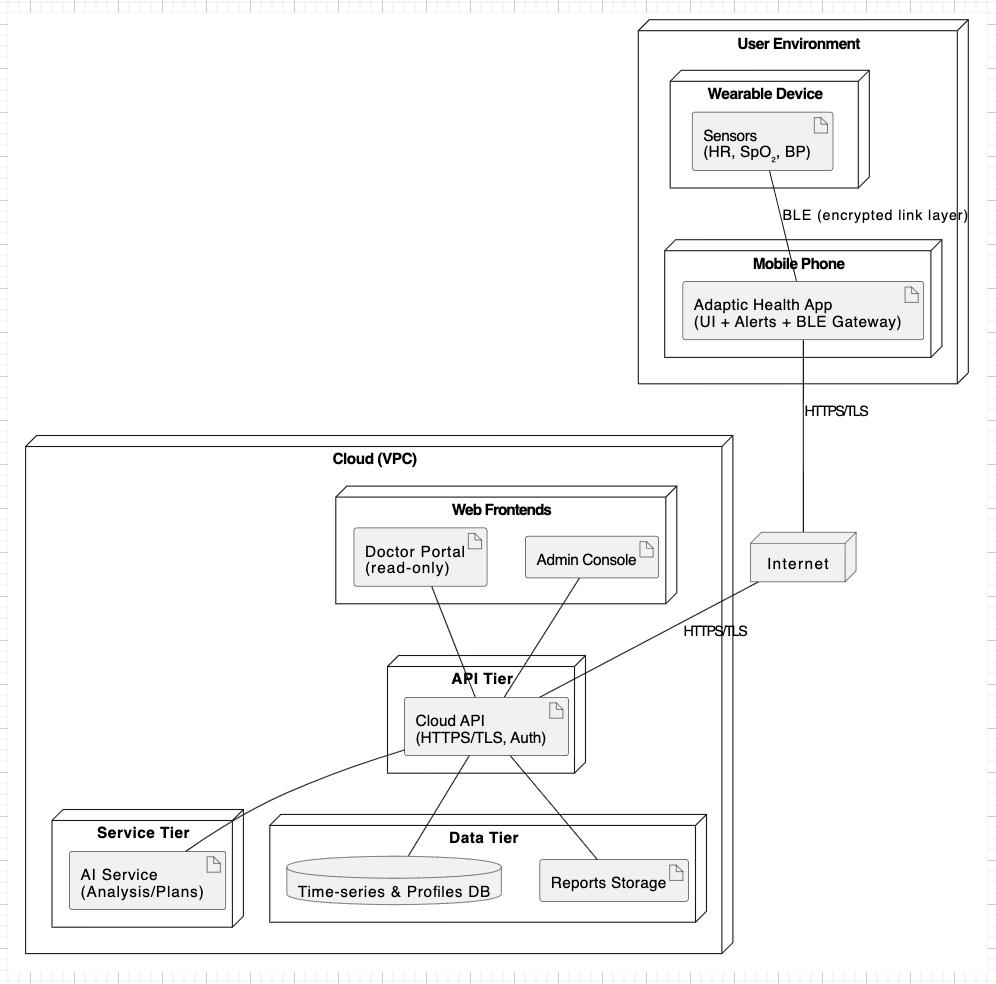 User Environment
Wearable Device
Sensors
(HR, SpO₂, BP)
BLE (encrypted link layer)
Mobile Phone
Adaptic Health App
(UI + Alerts + BLE Gateway)
HTTPS/TLS
Cloud (VPC)
Web Frontends
Doctor Portal
(read-only)
Admin Console
Internet
HTTPS/TLS
API Tier
Cloud API
(HTTPS/TLS, Auth)
Service Tier
AI Service
(Analysis/Plans)
Data Tier
Time-series & Profiles DB
Reports Storage